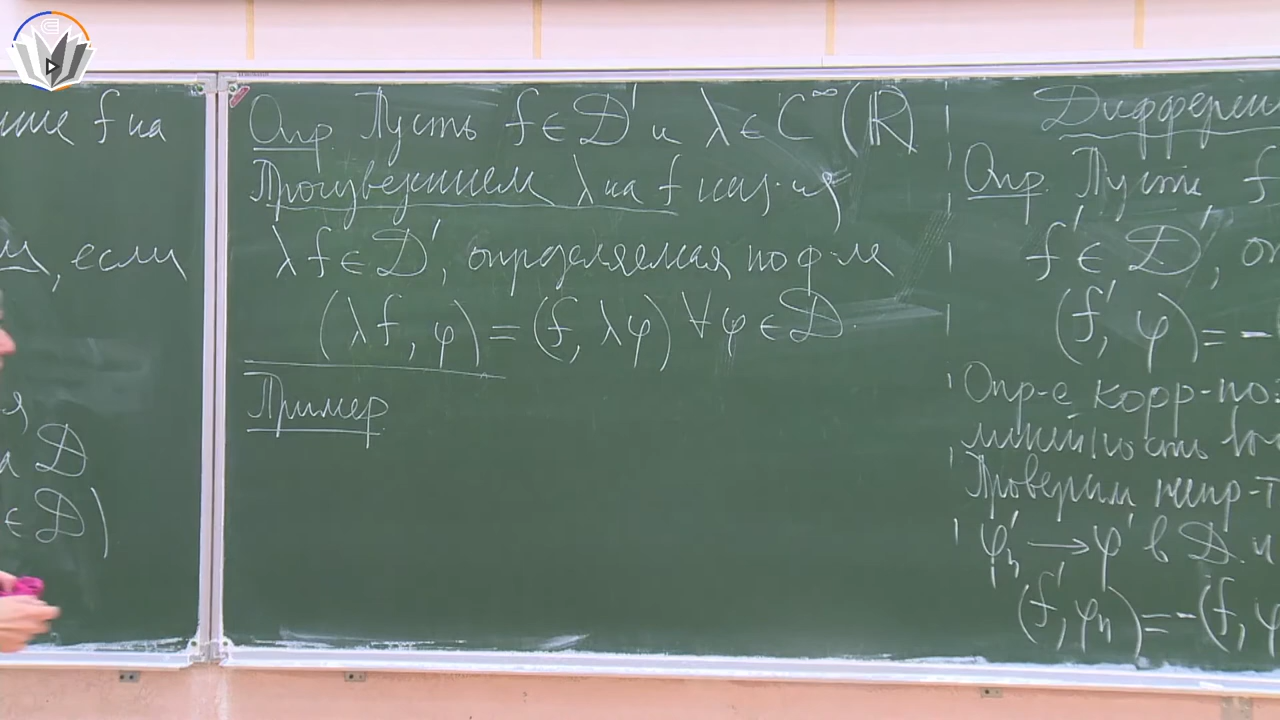 f на
, если
а 𝒟
∈ 𝒟)
Опр. Пусть f ∈ 𝒟' и λ ∈ C^∞(ℝ)
Произведением λ на f наз-ся
λf ∈ 𝒟', определяемая по ф-ле
(λf, φ) = (f, λφ) ∀φ ∈ 𝒟.
Пример
Дифферен
Опр. Пусть f
f' ∈ 𝒟', оп
(f', φ) = -
Опр-е корр-но:
линейность
Проверим непр-т
φ'ₙ → φ' в 𝒟 и
(f', φₙ) = -(f, φ